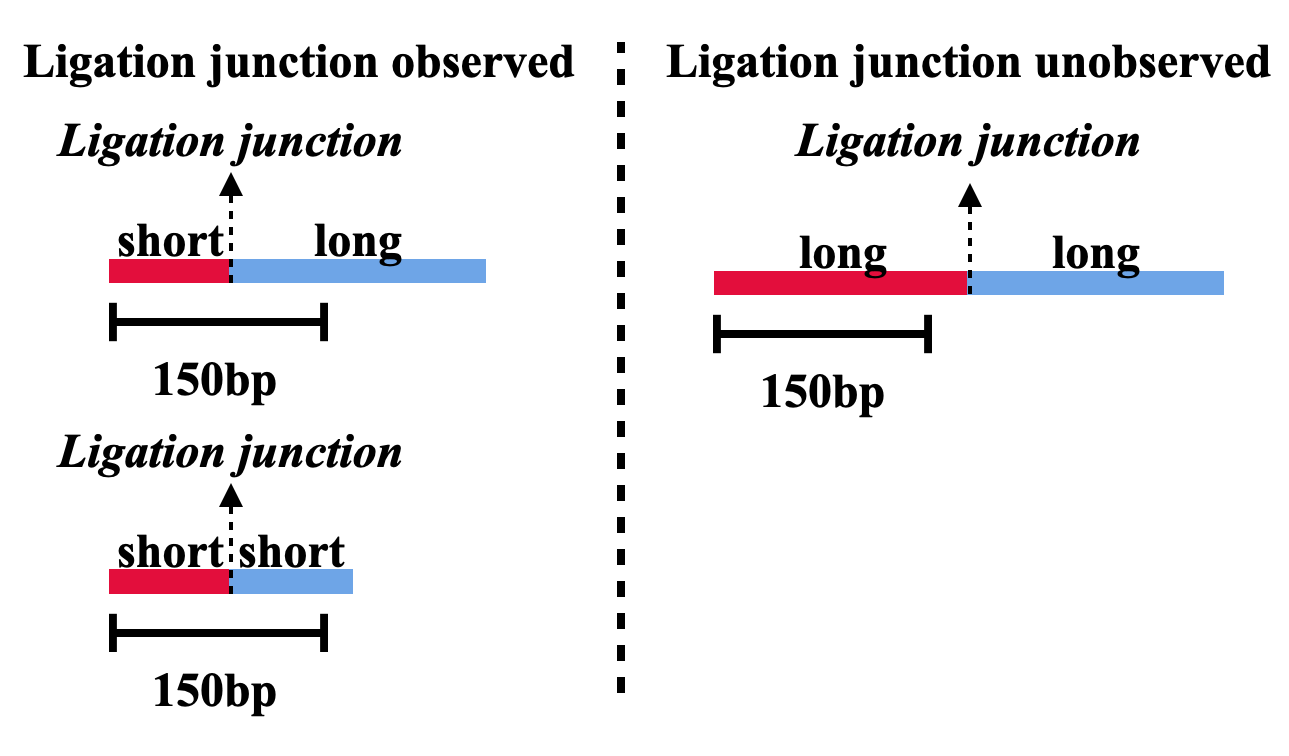 Ligation junction observed
Ligation junction
short long
150bp
Ligation junction
short short
150bp
Ligation junction unobserved
Ligation junction
long long
150bp